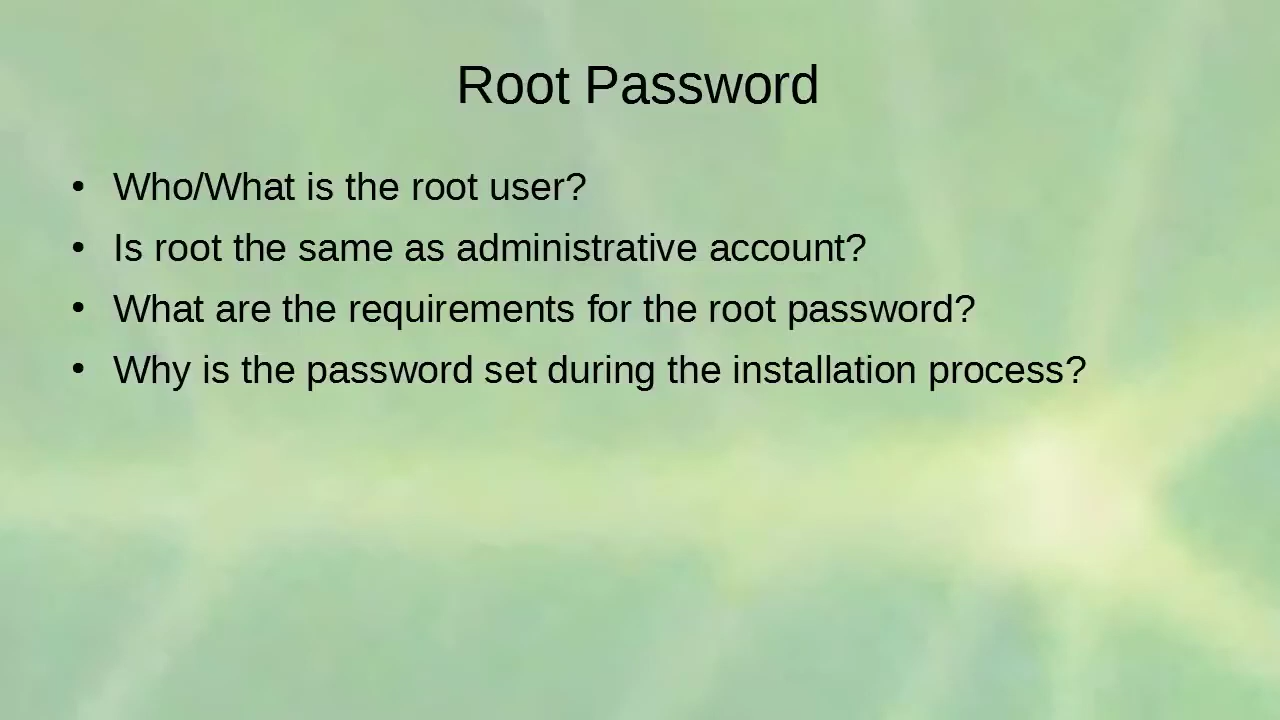 Root Password
• Who/What is the root user?
• Is root the same as administrative account?
• What are the requirements for the root password?
• Why is the password set during the installation process?